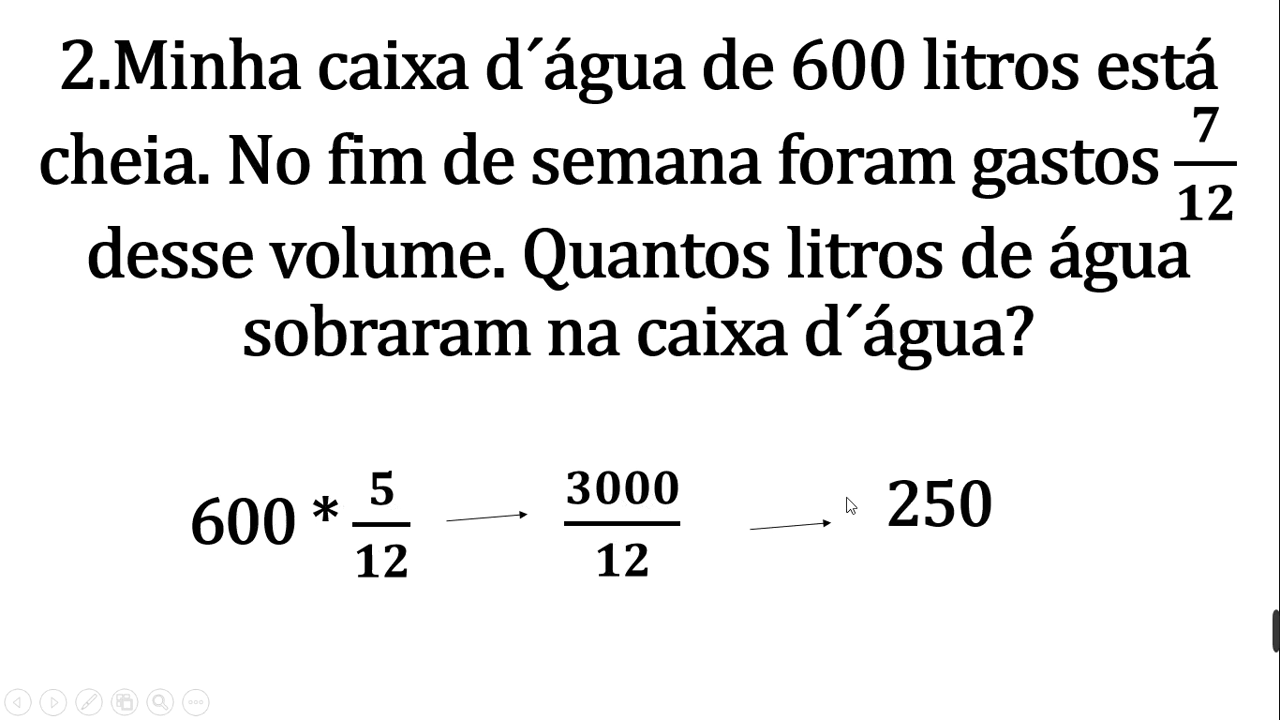 2.Minha caixa d´água de 600 litros está
cheia. No fim de semana foram gastos 7/12
desse volume. Quantos litros de água
sobraram na caixa d´água?
600 * 5/12 → 3000/12 → 250